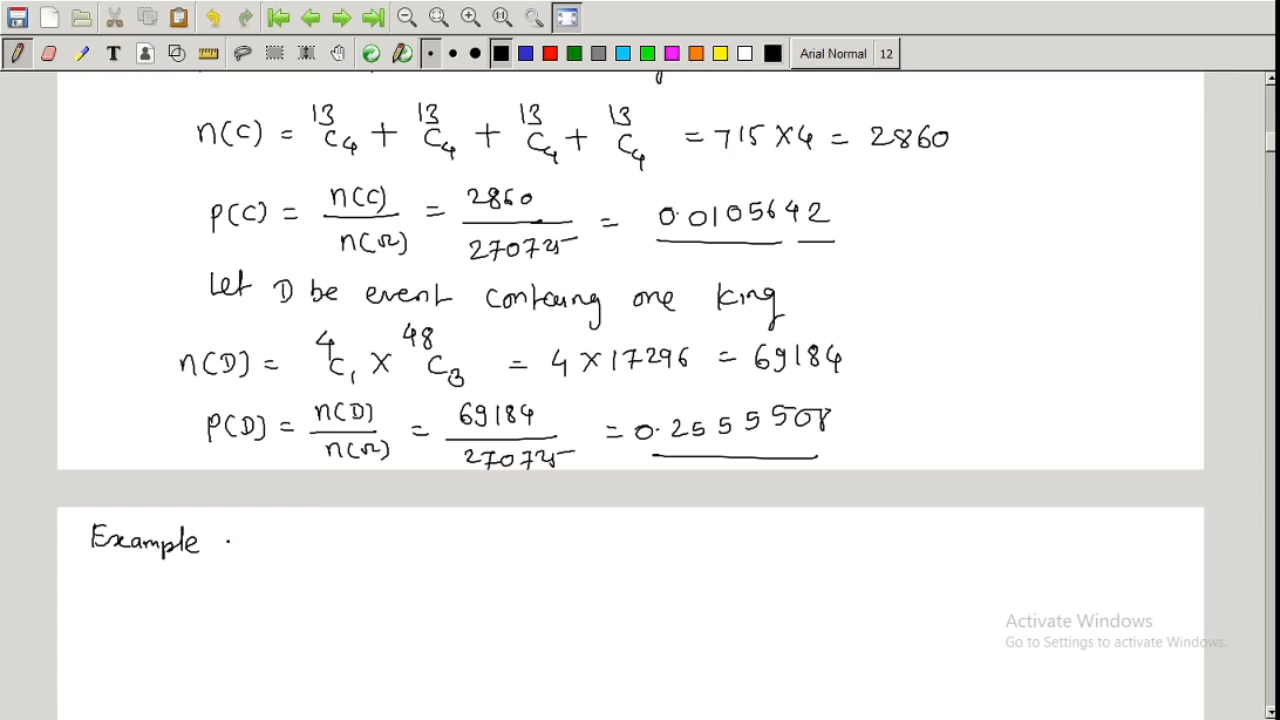 Arial Normal 12
n(C) = ¹³C₄ + ¹³C₄ + ¹³C₄ + ¹³C₄ = 715 × 4 = 2860
P(C) = n(C)/n(Ω) = 2860/270725 = 0.0105642
Let D be event containg one king
n(D) = ⁴C₁ × ⁴⁸C₃ = 4 × 17296 = 69184
P(D) = n(D)/n(Ω) = 69184/270725 = 0.2555508
Example .
Activate Windows
Go to Settings to activate Windows.